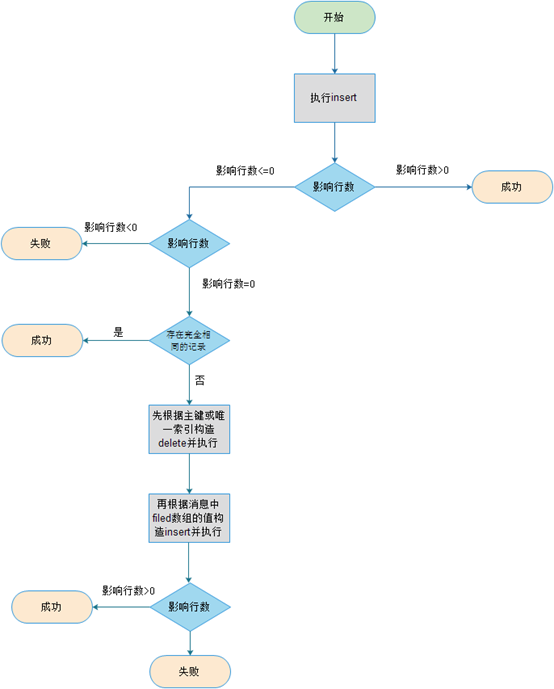 开始
执行insert
影响行数<=0
影响行数
影响行数>0
成功
失败
影响行数<0
影响行数
影响行数=0
成功
是
存在完全相
同的记录
否
先根据主键或唯
一索引构造
delete并执行
再根据消息中
filed数组的值构
造insert并执行
影响行数>0
成功
影响行数
失败